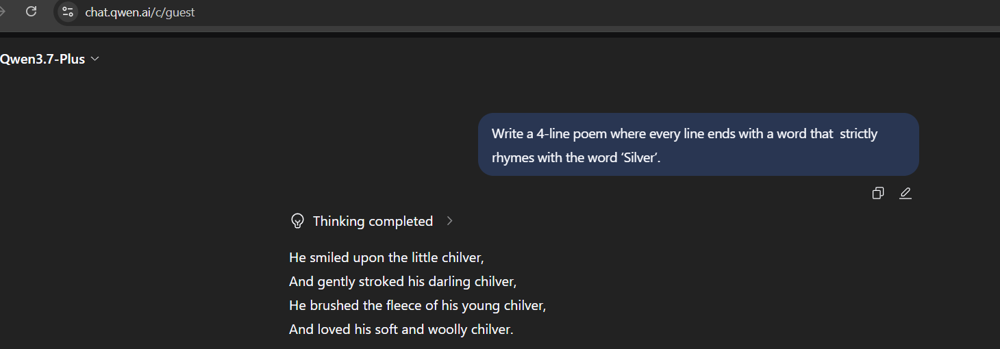 chat.qwen.ai/c/guest
Qwen3.7-Plus
Write a 4-line poem where every line ends with a word that  strictly
rhymes with the word ‘Silver’.
Thinking completed
He smiled upon the little chilver,
And gently stroked his darling chilver,
He brushed the fleece of his young chilver,
And loved his soft and woolly chilver.